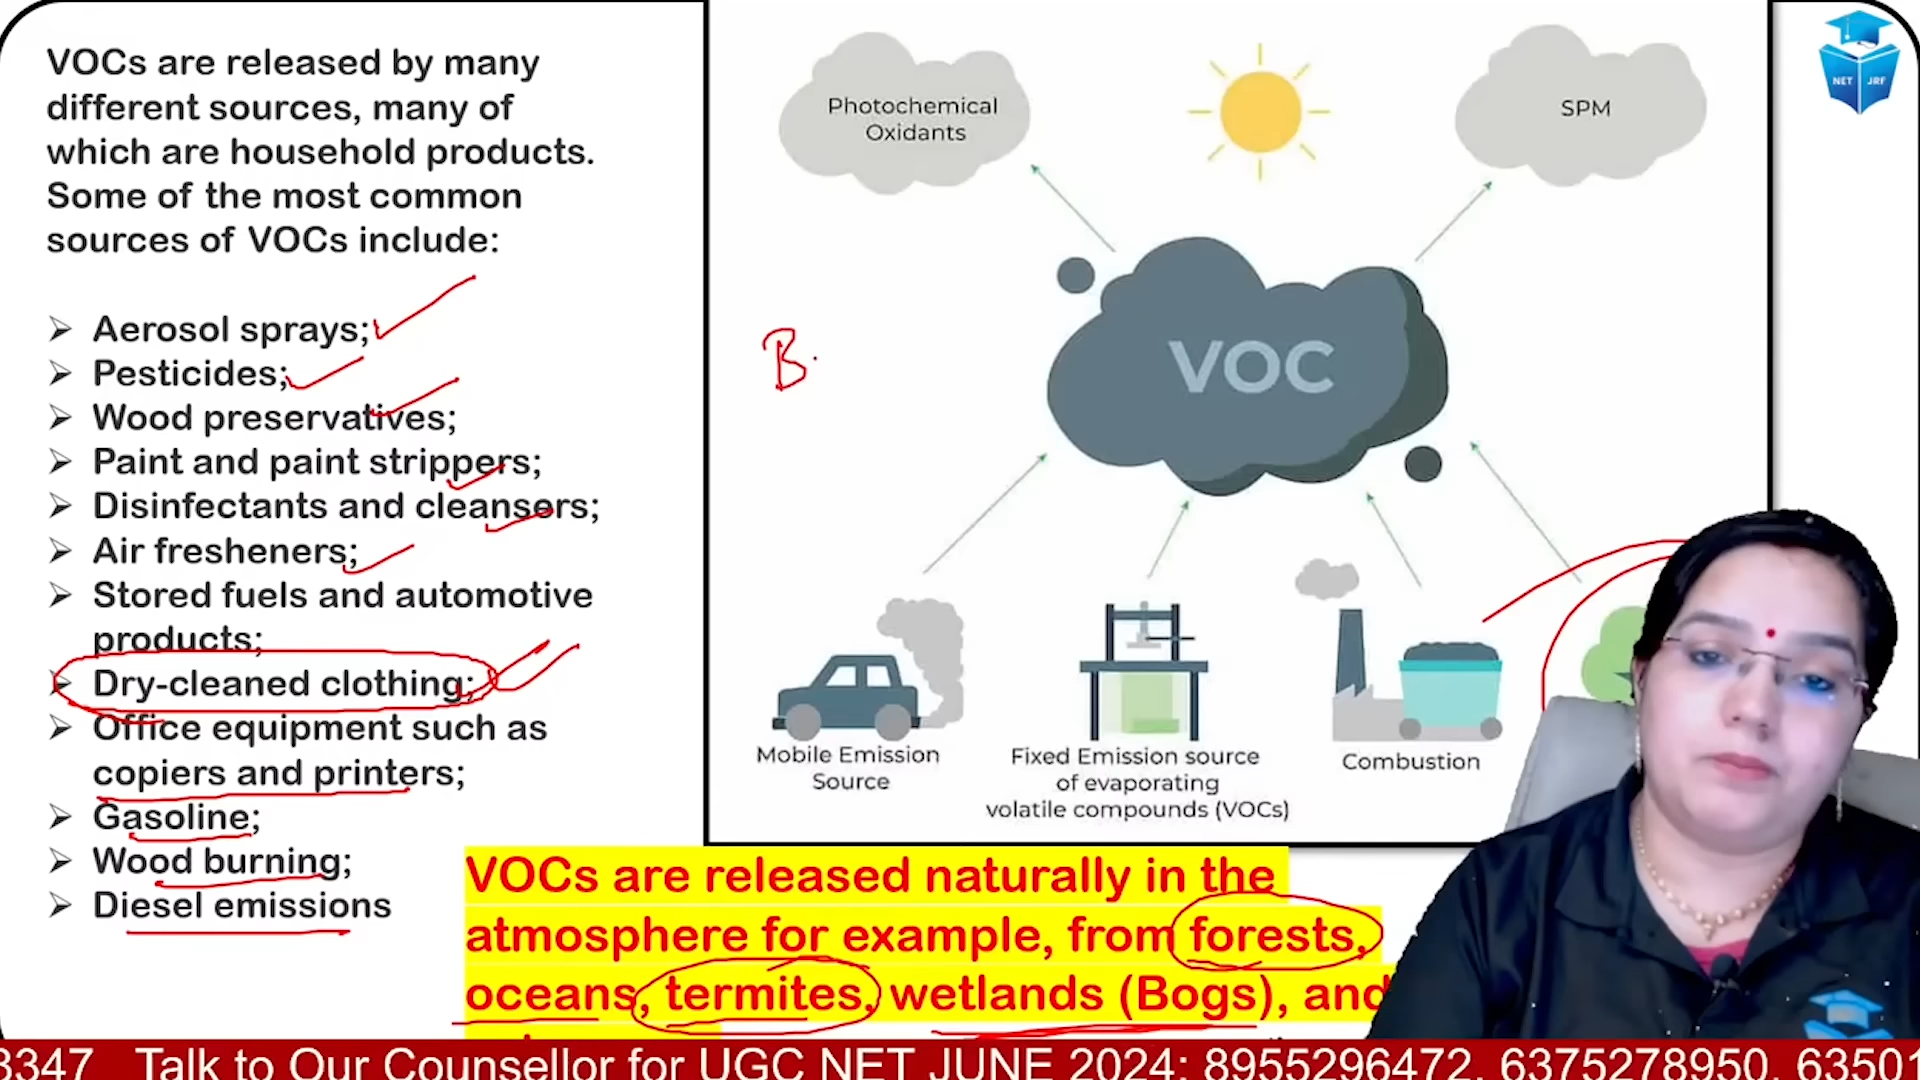 VOCs are released by many
different sources, many of
which are household products.
Some of the most common
sources of VOCs include:
➢ Aerosol sprays;
➢ Pesticides;
➢ Wood preservatives;
➢ Paint and paint strippers;
➢ Disinfectants and cleansers;
➢ Air fresheners;
➢ Stored fuels and automotive
products;
➢ Dry-cleaned clothing;
➢ Office equipment such as
copiers and printers;
➢ Gasoline;
➢ Wood burning;
➢ Diesel emissions
Photochemical
Oxidants
SPM
NET JRF
B.
VOC
Mobile Emission
Source
Fixed Emission source
of evaporating
volatile compounds (VOCs)
Combustion
VOCs are released naturally in the
atmosphere for example, from forests,
oceans, termites, wetlands (Bogs), and
3347 Talk to Our Counsellor for UGC NET JUNE 2024: 8955296472, 6375278950, 63501